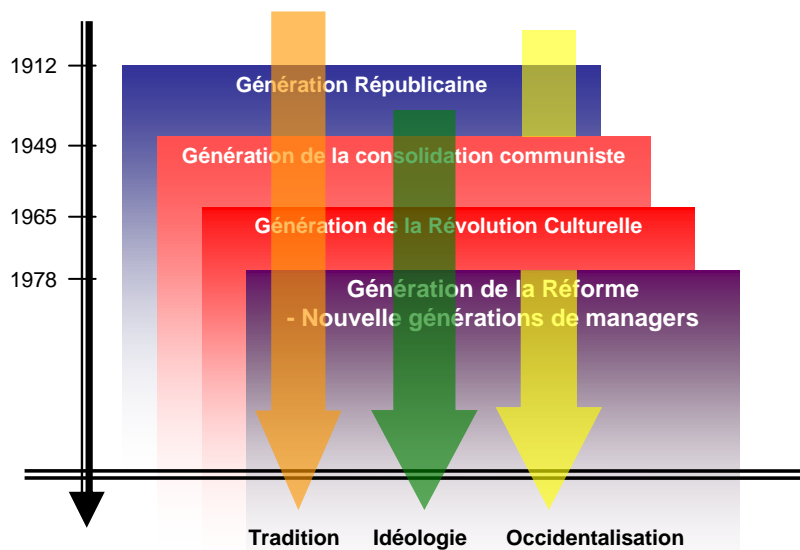 1912
Génération Républicaine
1949
Génération de la consolidation communiste
1965
Génération de la Révolution Culturelle
1978
Génération de la Réforme
- Nouvelle générations de managers
Tradition
Idéologie
Occidentalisation